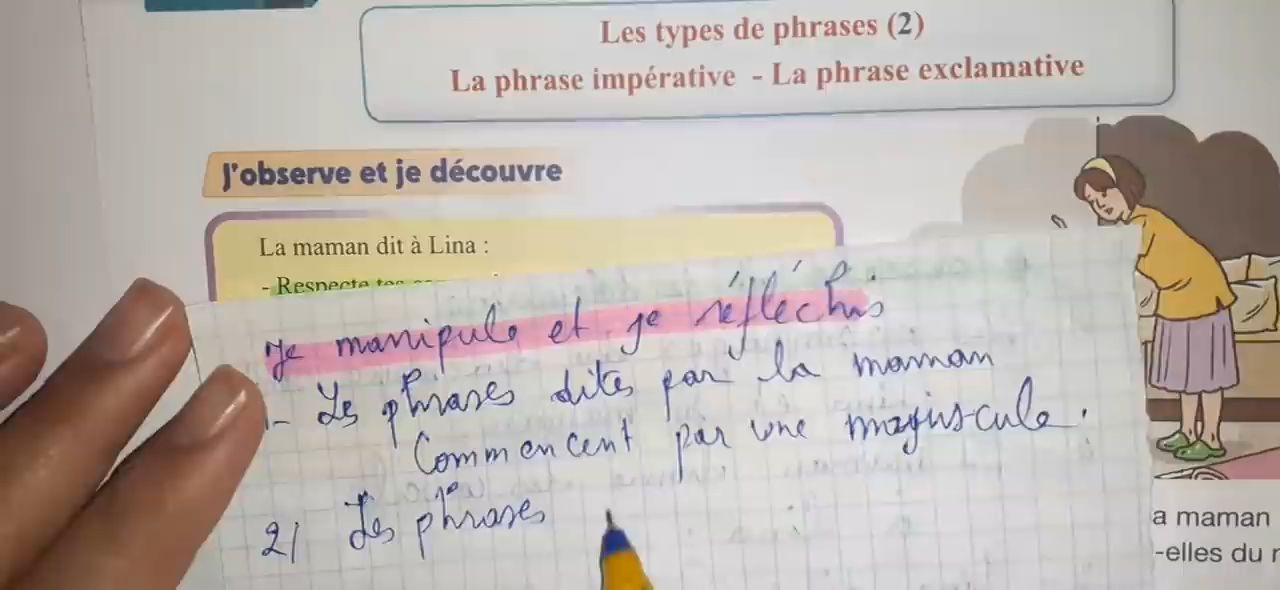 Les types de phrases (2)
La phrase impérative - La phrase exclamative
J'observe et je découvre
La maman dit à Lina :
- Respecte tes
Je manipule et je réfléchis
1- Les phrases dites par la maman
Commencent par une majuscule.
2/ Les phrases
a maman
-elles du